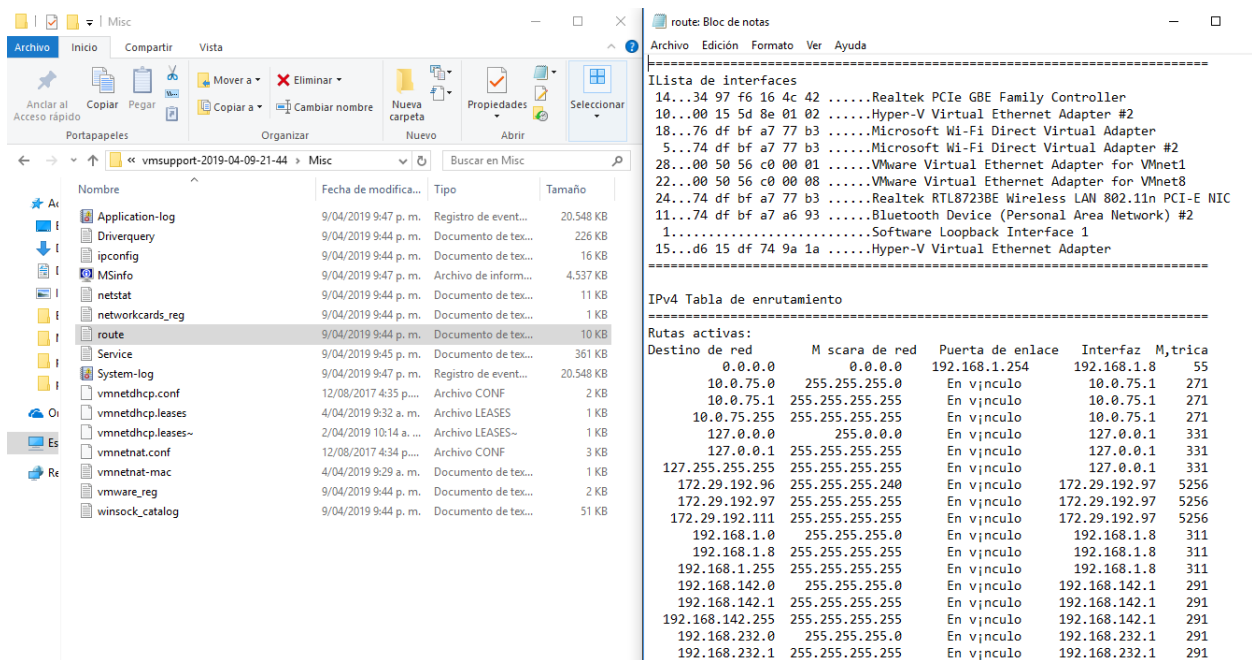 Misc
Archivo Inicio Compartir Vista
Anclar al Acceso rápido
Copiar
Pegar
Mover a
Copiar a
Eliminar
Cambiar nombre
Nueva carpeta
Propiedades
Seleccionar
Portapapeles Organizar Nuevo Abrir
« vmsupport-2019-04-09-21-44 › Misc
Buscar en Misc
Nombre Fecha de modifica... Tipo Tamaño
Application-log 9/04/2019 9:47 p. m. Registro de event... 20.548 KB
Driverquery 9/04/2019 9:44 p. m. Documento de tex... 226 KB
ipconfig 9/04/2019 9:44 p. m. Documento de tex... 16 KB
MSinfo 9/04/2019 9:47 p. m. Archivo de inform... 4.537 KB
netstat 9/04/2019 9:44 p. m. Documento de tex... 11 KB
networkcards_reg 9/04/2019 9:44 p. m. Documento de tex... 1 KB
route 9/04/2019 9:44 p. m. Documento de tex... 10 KB
Service 9/04/2019 9:45 p. m. Documento de tex... 361 KB
System-log 9/04/2019 9:47 p. m. Registro de event... 20.548 KB
vmnetdhcp.conf 12/08/2017 4:35 p.... Archivo CONF 2 KB
vmnetdhcp.leases 4/04/2019 9:32 a. m. Archivo LEASES 1 KB
vmnetdhcp.leases~ 2/04/2019 10:14 a. ... Archivo LEASES~ 1 KB
vmnetnat.conf 12/08/2017 4:34 p.... Archivo CONF 3 KB
vmnetnat-mac 4/04/2019 9:29 a. m. Documento de tex... 1 KB
vmware_reg 9/04/2019 9:44 p. m. Documento de tex... 2 KB
winsock_catalog 9/04/2019 9:44 p. m. Documento de tex... 51 KB
route: Bloc de notas
Archivo Edición Formato Ver Ayuda
===========================================================================
ILista de interfaces
14...34 97 f6 16 4c 42 ......Realtek PCIe GBE Family Controller
10...00 15 5d 8e 01 02 ......Hyper-V Virtual Ethernet Adapter #2
18...76 df bf a7 77 b3 ......Microsoft Wi-Fi Direct Virtual Adapter
5...74 df bf a7 77 b3 ......Microsoft Wi-Fi Direct Virtual Adapter #2
28...00 50 56 c0 00 01 ......VMware Virtual Ethernet Adapter for VMnet1
22...00 50 56 c0 00 08 ......VMware Virtual Ethernet Adapter for VMnet8
24...74 df bf a7 77 b3 ......Realtek RTL8723BE Wireless LAN 802.11n PCI-E NIC
11...74 df bf a7 a6 93 ......Bluetooth Device (Personal Area Network) #2
1...........................Software Loopback Interface 1
15...d6 15 df 74 9a 1a ......Hyper-V Virtual Ethernet Adapter
===========================================================================
IPv4 Tabla de enrutamiento
===========================================================================
Rutas activas:
Destino de red M scara de red Puerta de enlace Interfaz M,trica
0.0.0.0 0.0.0.0 192.168.1.254 192.168.1.8 55
10.0.75.0 255.255.255.0 En v¡nculo 10.0.75.1 271
10.0.75.1 255.255.255.255 En v¡nculo 10.0.75.1 271
10.0.75.255 255.255.255.255 En v¡nculo 10.0.75.1 271
127.0.0.0 255.0.0.0 En v¡nculo 127.0.0.1 331
127.0.0.1 255.255.255.255 En v¡nculo 127.0.0.1 331
127.255.255.255 255.255.255.255 En v¡nculo 127.0.0.1 331
172.29.192.96 255.255.255.240 En v¡nculo 172.29.192.97 5256
172.29.192.97 255.255.255.255 En v¡nculo 172.29.192.97 5256
172.29.192.111 255.255.255.255 En v¡nculo 172.29.192.97 5256
192.168.1.0 255.255.255.0 En v¡nculo 192.168.1.8 311
192.168.1.8 255.255.255.255 En v¡nculo 192.168.1.8 311
192.168.1.255 255.255.255.255 En v¡nculo 192.168.1.8 311
192.168.142.0 255.255.255.0 En v¡nculo 192.168.142.1 291
192.168.142.1 255.255.255.255 En v¡nculo 192.168.142.1 291
192.168.142.255 255.255.255.255 En v¡nculo 192.168.142.1 291
192.168.232.0 255.255.255.0 En v¡nculo 192.168.232.1 291
192.168.232.1 255.255.255.255 En v¡nculo 192.168.232.1 291